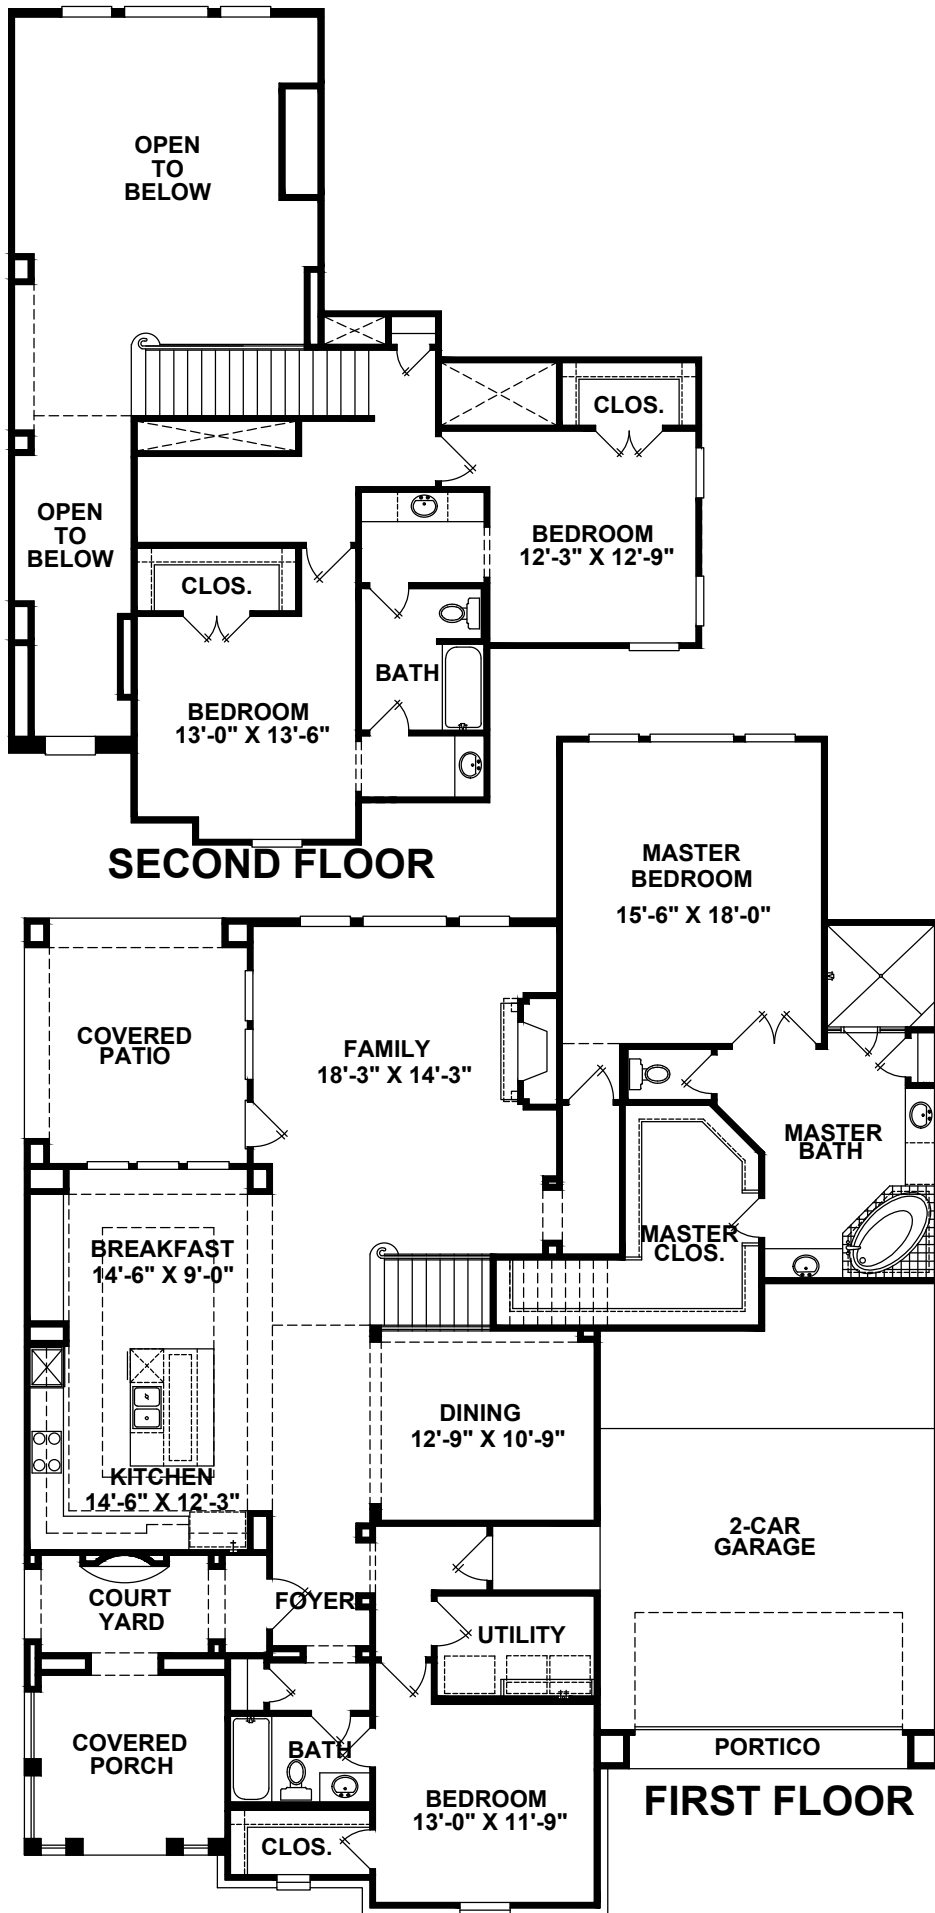 OPEN
TO
BELOW
CLOS.
OPEN
TO
BELOW
BEDROOM
12'-3" X 12'-9"
CLOS.
BATH
BEDROOM
13'-0" X 13'-6"
SECOND FLOOR
MASTER
BEDROOM
15'-6" X 18'-0"
COVERED
PATIO
FAMILY
18'-3" X 14'-3"
MASTER
BATH
BREAKFAST
14'-6" X 9'-0"
MASTER
CLOS.
DINING
12'-9" X 10'-9"
KITCHEN
14'-6" X 12'-3"
2-CAR
GARAGE
COURT
YARD
FOYER
UTILITY
COVERED
PORCH
BATH
PORTICO
BEDROOM
13'-0" X 11'-9"
CLOS.
FIRST FLOOR